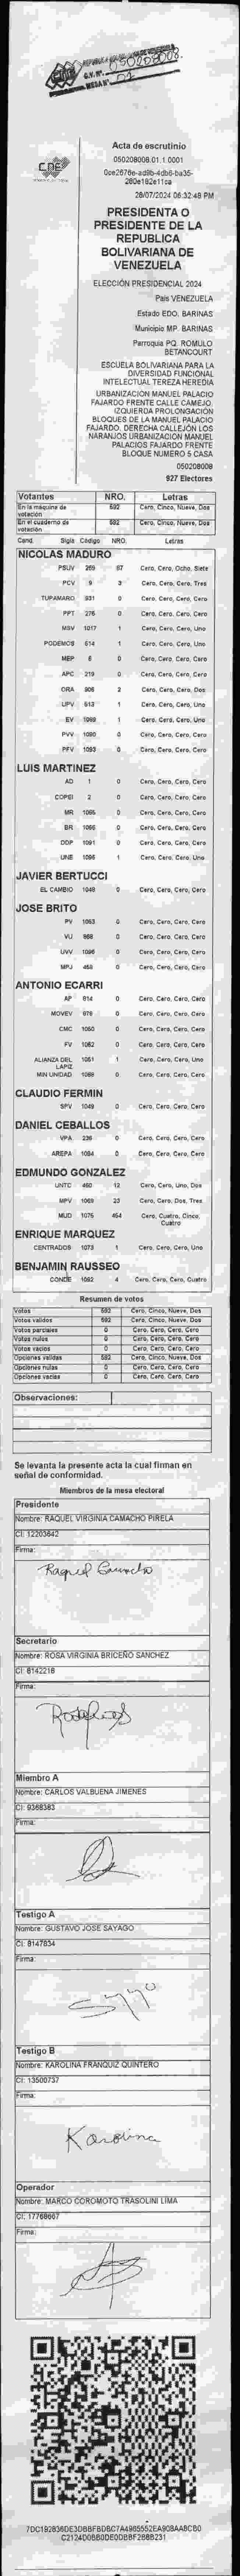 CNE
050208008
MESA Nº 01
CNE
Acta de escrutinio
050208008.01.1.0001
28/07/2024 06:32:48 PM
PRESIDENTA O
PRESIDENTE DE LA
REPUBLICA
BOLIVARIANA DE
VENEZUELA
ELECCIÓN PRESIDENCIAL 2024
País VENEZUELA
Estado EDO. BARINAS
Municipio MP. BARINAS
Parroquia PQ. ROMULO
BETANCOURT
ESCUELA BOLIVARIANA PARA LA
DIVERSIDAD FUNCIONAL
INTELECTUAL TEREZA HEREDIA
URBANIZACIÓN MANUEL PALACIO
FAJARDO FRENTE CALLE CAMEJO.
IZQUIERDA PROLONGACIÓN
BLOQUES DE LA MANUEL PALACIO
FAJARDO. DERECHA CALLEJÓN LOS
NARANJOS URBANIZACIÓN MANUEL
PALACIOS FAJARDO FRENTE
BLOQUE NUMERO 5 CASA
050208008
927 Electores
Votantes NRO. Letras
En la máquina de votación 592 Cero, Cinco, Nueve, Dos
En el cuaderno de votación 592 Cero, Cinco, Nueve, Dos
Cand. Sigla Código NRO. Letras
NICOLAS MADURO
PSUV 269 87 Cero, Cero, Ocho, Siete
PCV 9 3 Cero, Cero, Cero, Tres
TUPAMARO 931 0 Cero, Cero, Cero, Cero
PPT 276 0 Cero, Cero, Cero, Cero
MSV 1017 1 Cero, Cero, Cero, Uno
PODEMOS 614 1 Cero, Cero, Cero, Uno
MEP 6 0 Cero, Cero, Cero, Cero
APC 219 0 Cero, Cero, Cero, Cero
ORA 906 2 Cero, Cero, Cero, Dos
UPV 513 1 Cero, Cero, Cero, Uno
EV 1089 1 Cero, Cero, Cero, Uno
PVV 1090 0 Cero, Cero, Cero, Cero
PFV 1093 0 Cero, Cero, Cero, Cero
LUIS MARTINEZ
AD 1 0 Cero, Cero, Cero, Cero
COPEI 2 0 Cero, Cero, Cero, Cero
MR 1065 0 Cero, Cero, Cero, Cero
BR 1066 0 Cero, Cero, Cero, Cero
DDP 1091 0 Cero, Cero, Cero, Cero
UNE 1096 1 Cero, Cero, Cero, Uno
JAVIER BERTUCCI
EL CAMBIO 1048 0 Cero, Cero, Cero, Cero
JOSE BRITO
PV 1053 0 Cero, Cero, Cero, Cero
VU 868 0 Cero, Cero, Cero, Cero
UVV 1096 0 Cero, Cero, Cero, Cero
MPJ 458 0 Cero, Cero, Cero, Cero
ANTONIO ECARRI
AP 814 0 Cero, Cero, Cero, Cero
MOVEV 976 0 Cero, Cero, Cero, Cero
CMC 1050 0 Cero, Cero, Cero, Cero
FV 1052 0 Cero, Cero, Cero, Cero
ALIANZA DEL LAPIZ 1051 1 Cero, Cero, Cero, Uno
MIN UNIDAD 1088 0 Cero, Cero, Cero, Cero
CLAUDIO FERMIN
SPV 1049 0 Cero, Cero, Cero, Cero
DANIEL CEBALLOS
VPA 236 0 Cero, Cero, Cero, Cero
AREPA 1084 0 Cero, Cero, Cero, Cero
EDMUNDO GONZALEZ
UNTC 460 12 Cero, Cero, Uno, Dos
MPV 1069 23 Cero, Cero, Dos, Tres
MUD 1075 454 Cero, Cuatro, Cinco, Cuatro
ENRIQUE MARQUEZ
CENTRADOS 1073 1 Cero, Cero, Cero, Uno
BENJAMIN RAUSSEO
CONDE 1092 4 Cero, Cero, Cero, Cuatro
Resumen de votos
Votos 592 Cero, Cinco, Nueve, Dos
Votos validos 592 Cero, Cinco, Nueve, Dos
Votos parciales 0 Cero, Cero, Cero, Cero
Votos nulos 0 Cero, Cero, Cero, Cero
Votos vacíos 0 Cero, Cero, Cero, Cero
Opciones validas 592 Cero, Cinco, Nueve, Dos
Opciones nulas 0 Cero, Cero, Cero, Cero
Opciones vacías 0 Cero, Cero, Cero, Cero
Observaciones:
Se levanta la presente acta la cual firman en
señal de conformidad.
Miembros de la mesa electoral
Presidente
Nombre: RAQUEL VIRGINIA CAMACHO PIRELA
CI: 12203642
Firma:
Raquel Camacho
Secretario
Nombre: ROSA VIRGINIA BRICEÑO SANCHEZ
CI: 8142218
Firma:
Miembro A
Nombre: CARLOS VALBUENA JIMENES
CI: 9368383
Firma:
Testigo A
Nombre: GUSTAVO JOSE SAYAGO
CI: 8147834
Firma:
Testigo B
Nombre: KAROLINA FRANQUIZ QUINTERO
CI: 13500737
Firma:
Karolina
Operador
Nombre: MARCO COROMOTO TRASOLINI LIMA
CI: 17768667
Firma: